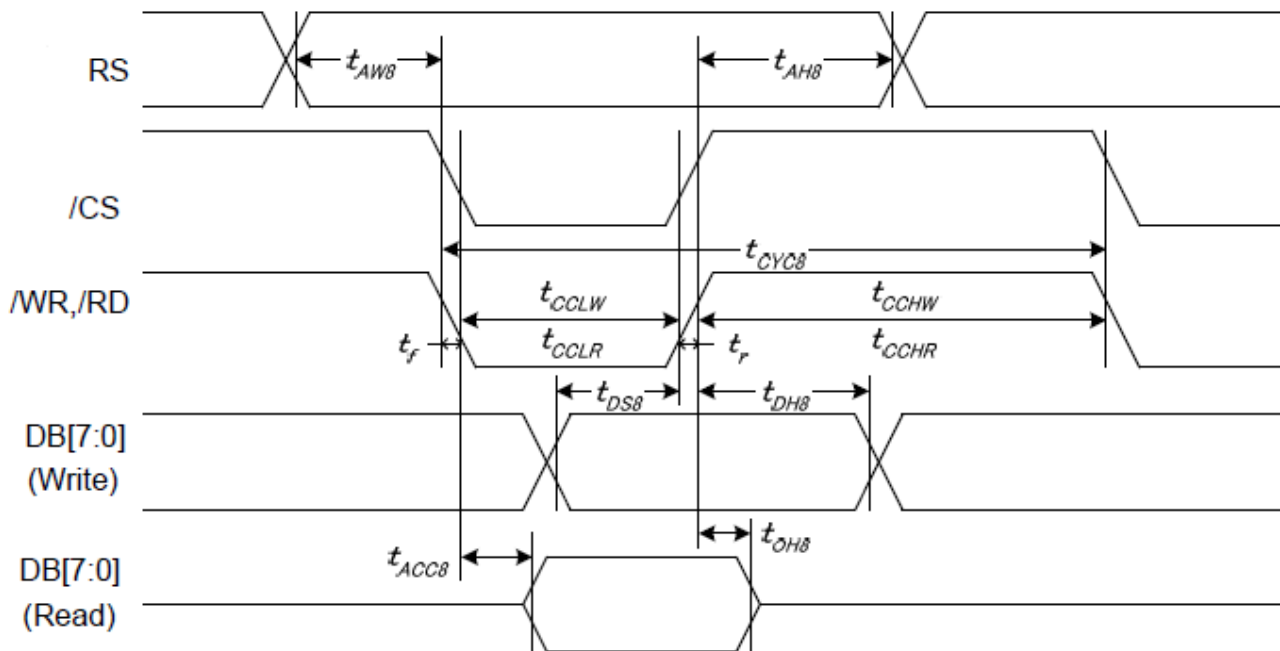 RS
tAW8
tAH8
/CS
tCYC8
/WR,/RD
tCCLW
tCCHW
tf
tCCLR
tr
tCCHR
tDS8
tDH8
DB[7:0]
(Write)
tACC8
tOH8
DB[7:0]
(Read)